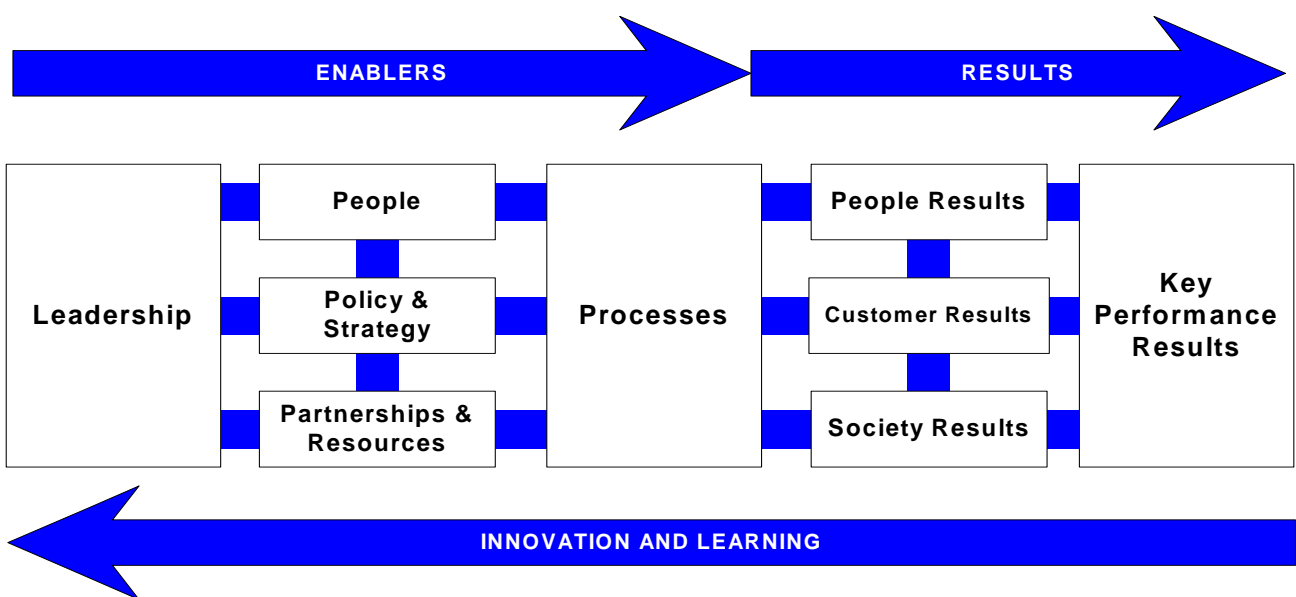 ENABLERS
RESULTS
Leadership
People
Policy &
Strategy
Partnerships &
Resources
Processes
People Results
Customer Results
Society Results
Key
Performance
Results
INNOVATION AND LEARNING